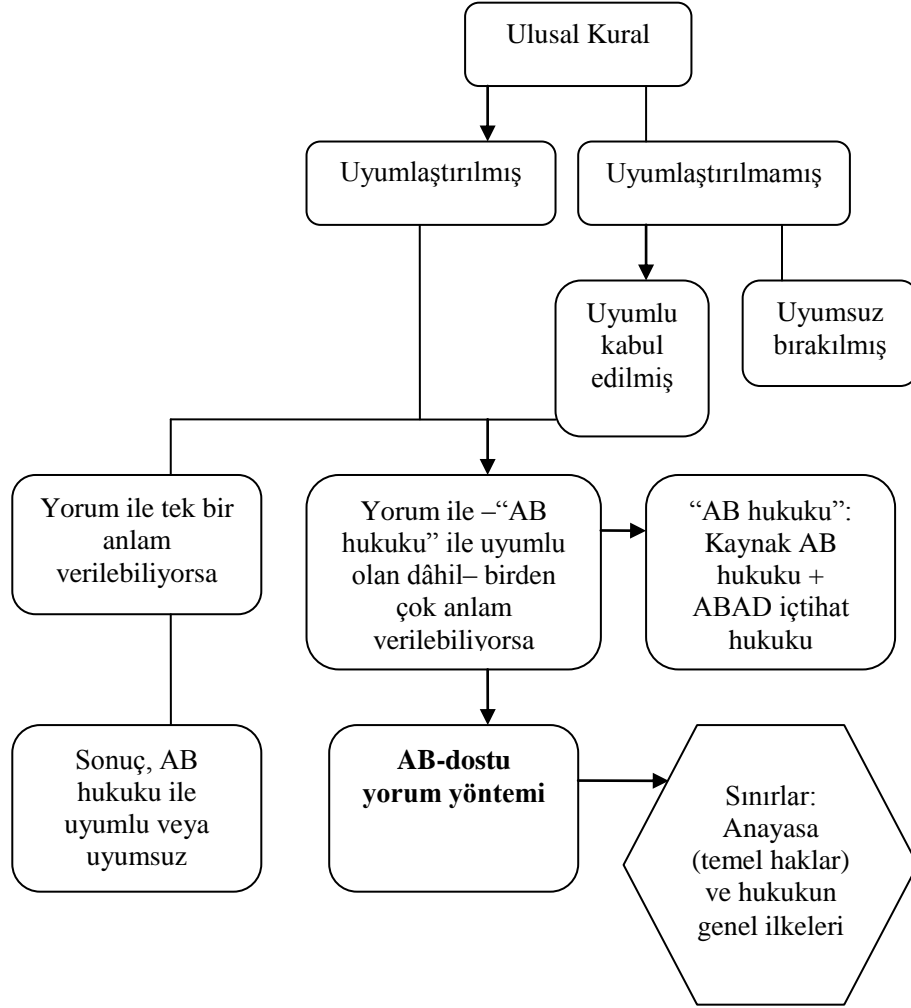 Ulusal Kural
Uyumlaştırılmış
Uyumlaştırılmamış
Uyumlu
kabul
edilmiş
Uyumsuz
bırakılmış
Yorum ile tek bir
anlam
verilebiliyorsa
Yorum ile –“AB
hukuku” ile uyumlu
olan dâhil– birden
çok anlam
verilebiliyorsa
“AB hukuku”:
Kaynak AB
hukuku +
ABAD içtihat
hukuku
Sonuç, AB
hukuku ile
uyumlu veya
uyumsuz
AB-dostu
yorum yöntemi
Sınırlar:
Anayasa
(temel haklar)
ve hukukun
genel ilkeleri